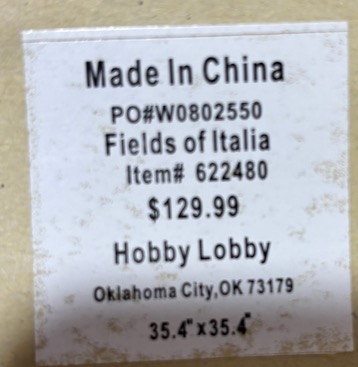 Made In China
PO#W0802550
Fields of Italia
Item# 622480
$129.99
Hobby Lobby
Oklahoma City,OK 73179
35.4"x35.4"